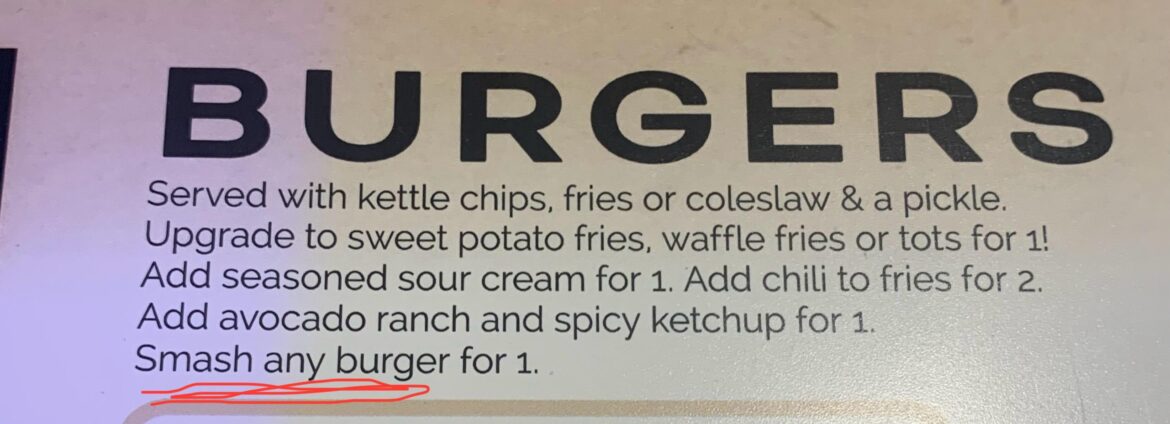 BURGERS
Served with kettle chips, fries or coleslaw & a pickle.
Upgrade to sweet potato fries, waffle fries or tots for 1!
Add seasoned sour cream for 1. Add chili to fries for 2.
Add avocado ranch and spicy ketchup for 1.
Smash any burger for 1.